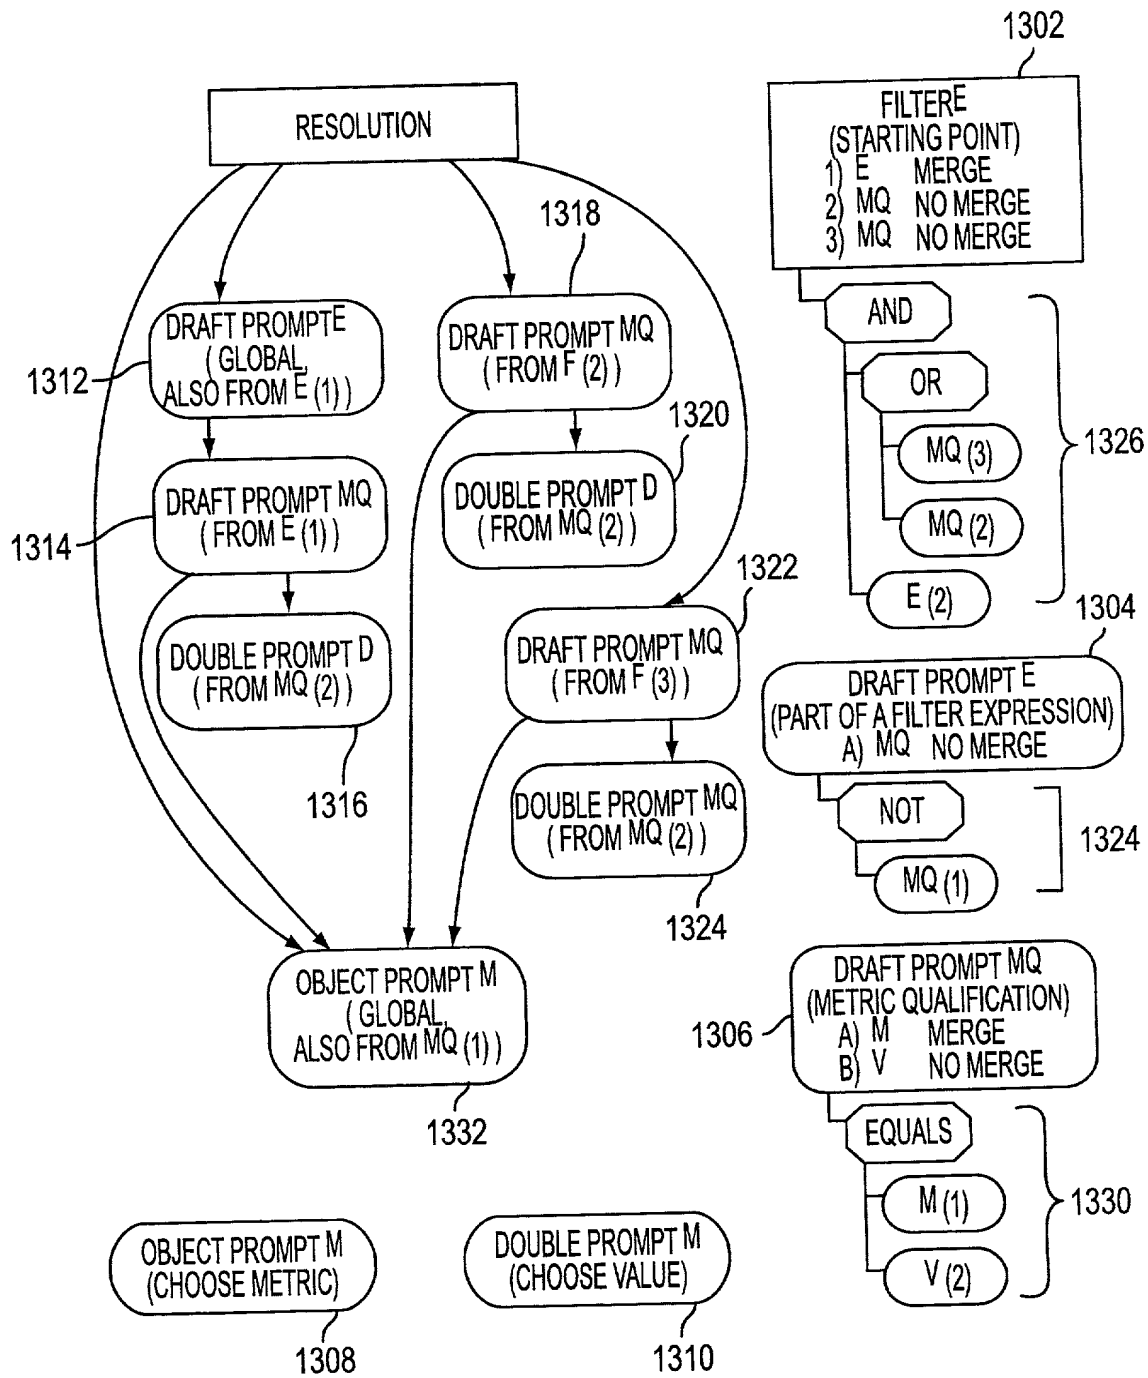 1302
RESOLUTION
FILTER E
(STARTING POINT)
1) E MERGE
2) MQ NO MERGE
3) MQ NO MERGE
1318
DRAFT PROMPT E
( GLOBAL,
ALSO FROM E (1) )
1312
DRAFT PROMPT MQ
( FROM F (2) )
AND
OR
MQ (3)
MQ (2)
E (2)
1326
1320
DRAFT PROMPT MQ
( FROM E (1) )
1314
DOUBLE PROMPT D
( FROM MQ (2) )
1322
DOUBLE PROMPT D
( FROM MQ (2) )
1316
DRAFT PROMPT MQ
( FROM F (3) )
1304
DRAFT PROMPT E
(PART OF A FILTER EXPRESSION)
A) MQ NO MERGE
DOUBLE PROMPT MQ
( FROM MQ (2) )
1324
NOT
MQ (1)
1324
OBJECT PROMPT M
( GLOBAL,
ALSO FROM MQ (1) )
1332
DRAFT PROMPT MQ
(METRIC QUALIFICATION)
A) M MERGE
B) V NO MERGE
1306
EQUALS
M (1)
V (2)
1330
OBJECT PROMPT M
(CHOOSE METRIC)
1308
DOUBLE PROMPT M
(CHOOSE VALUE)
1310